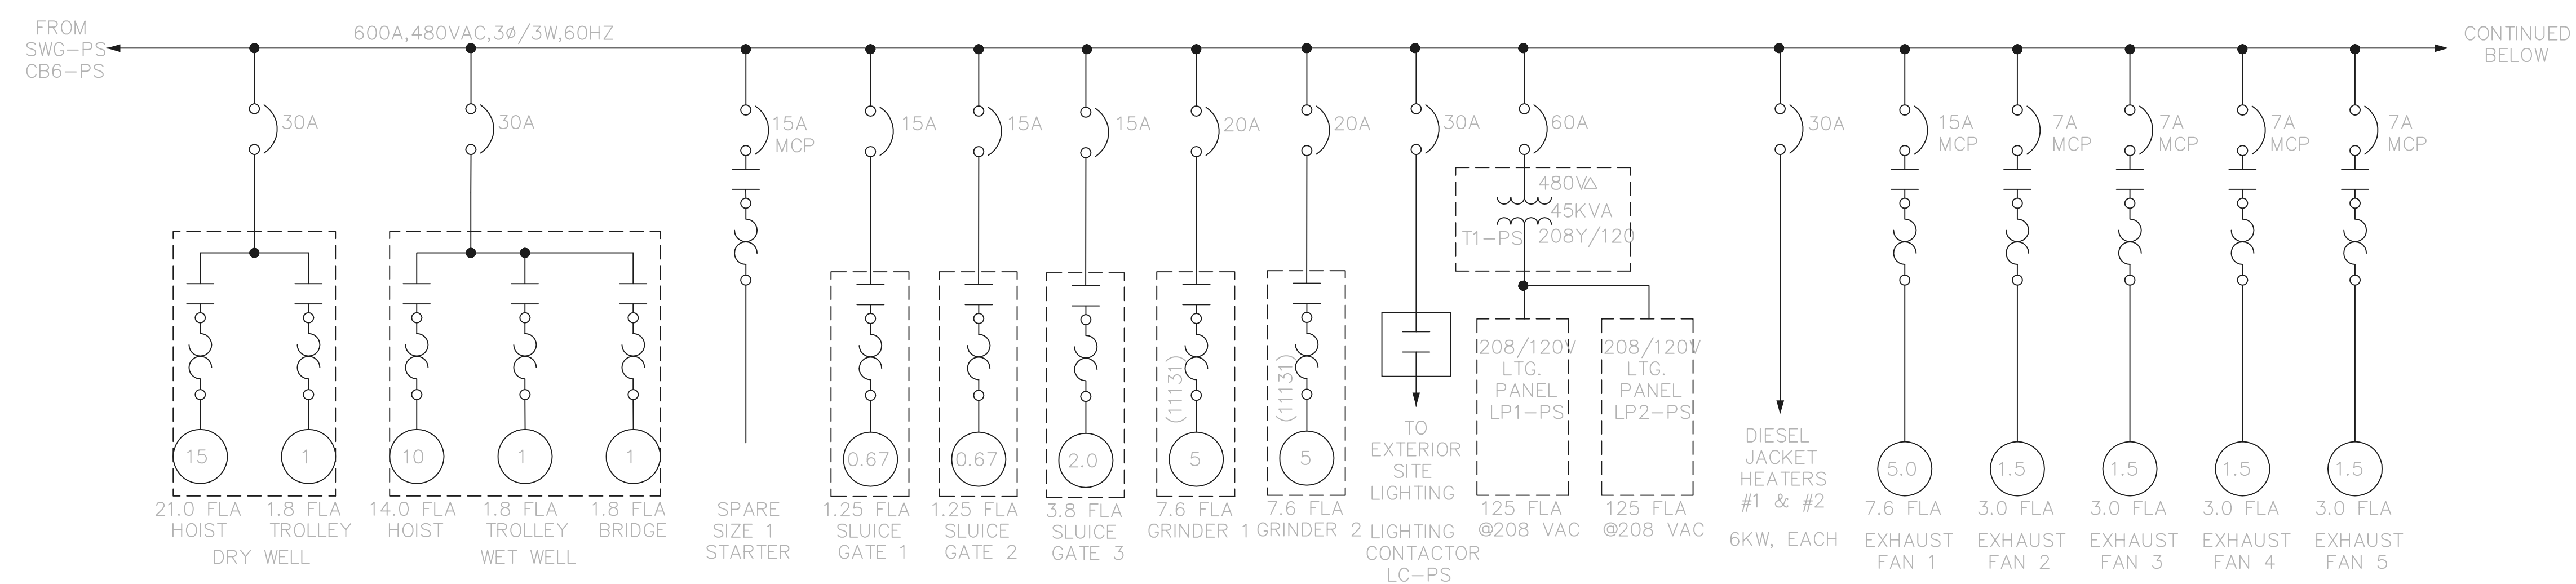 FROM
SWG-PS
CB6-PS
600A,480VAC,3ø/3W,60HZ
CONTINUED
BELOW
30A
30A
15A
MCP
15A
15A
15A
20A
20A
30A
60A
30A
15A
MCP
7A
MCP
7A
MCP
7A
MCP
7A
MCP
480V△
45KVA
T1-PS
208Y/120
(11131)
(11131)
208/120V
LTG.
PANEL
LP1-PS
208/120V
LTG.
PANEL
LP2-PS
15
1
10
1
1
0.67
0.67
2.0
5
5
5.0
1.5
1.5
1.5
1.5
21.0 FLA
HOIST
1.8 FLA
TROLLEY
DRY WELL
14.0 FLA
HOIST
1.8 FLA
TROLLEY
1.8 FLA
BRIDGE
WET WELL
SPARE
SIZE 1
STARTER
1.25 FLA
SLUICE
GATE 1
1.25 FLA
SLUICE
GATE 2
3.8 FLA
SLUICE
GATE 3
7.6 FLA
GRINDER 1
7.6 FLA
GRINDER 2
TO
EXTERIOR
SITE
LIGHTING
LIGHTING
CONTACTOR
LC-PS
125 FLA
@208 VAC
125 FLA
@208 VAC
DIESEL
JACKET
HEATERS
#1 & #2
6KW, EACH
7.6 FLA
EXHAUST
FAN 1
3.0 FLA
EXHAUST
FAN 2
3.0 FLA
EXHAUST
FAN 3
3.0 FLA
EXHAUST
FAN 4
3.0 FLA
EXHAUST
FAN 5